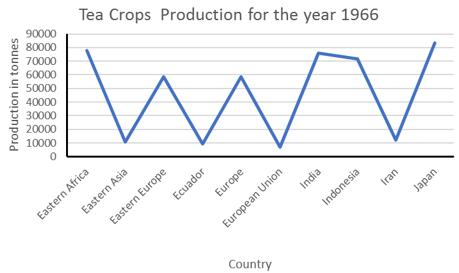 Tea Crops Production for the year 1966
Production in tonnes
90000
80000
70000
60000
50000
40000
30000
20000
10000
0
Eastern Africa
Eastern Asia
Eastern Europe
Ecuador
Europe
European Union
India
Indonesia
Iran
Japan
Country